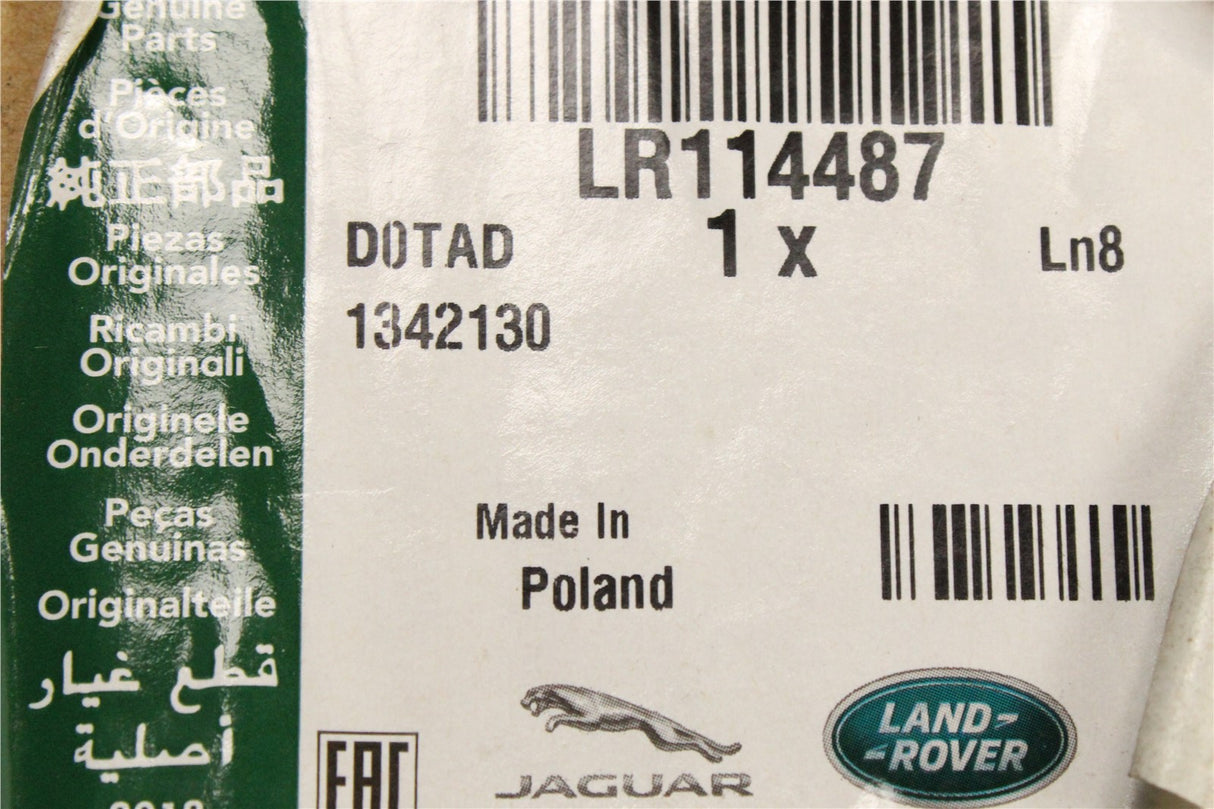 Genuine
Parts
Pièces
d'Origine
純正部品
Piezas
Originales
Ricambi
Originali
Originele
Onderdelen
Peças
Genuinas
Originalteile
قطع غيار
أصلية
LR114487
D0TAD
1 x
Ln8
1342130
Made In
Poland
EAC
JAGUAR
LAND-
-ROVER